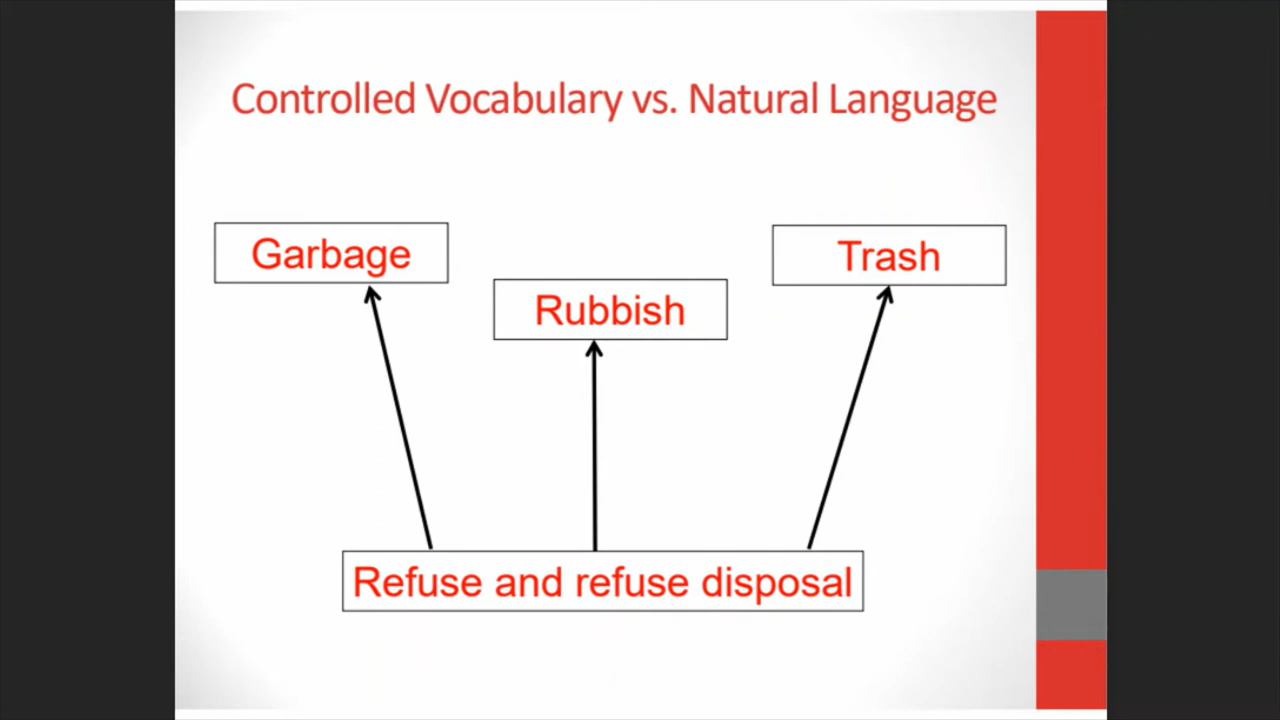 Controlled Vocabulary vs. Natural Language
Garbage
Rubbish
Trash
Refuse and refuse disposal